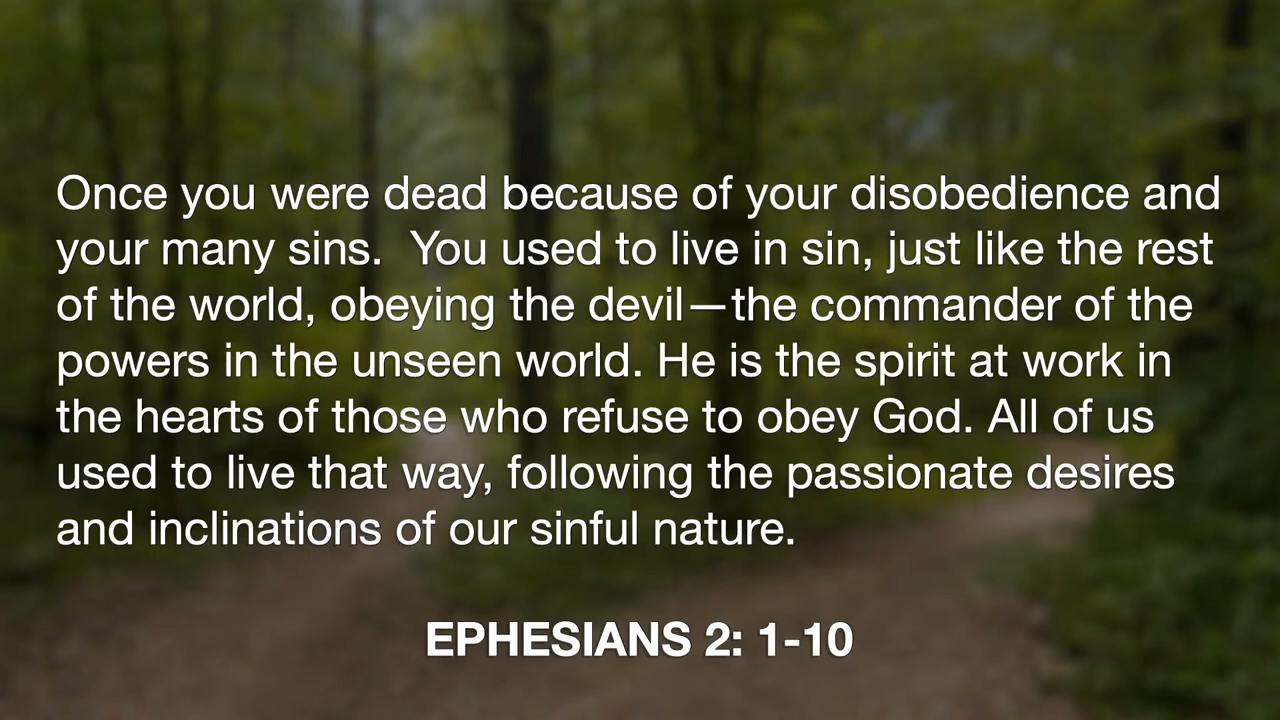 Once you were dead because of your disobedience and
your many sins.  You used to live in sin, just like the rest
of the world, obeying the devil—the commander of the
powers in the unseen world. He is the spirit at work in
the hearts of those who refuse to obey God. All of us
used to live that way, following the passionate desires
and inclinations of our sinful nature.
EPHESIANS 2: 1-10